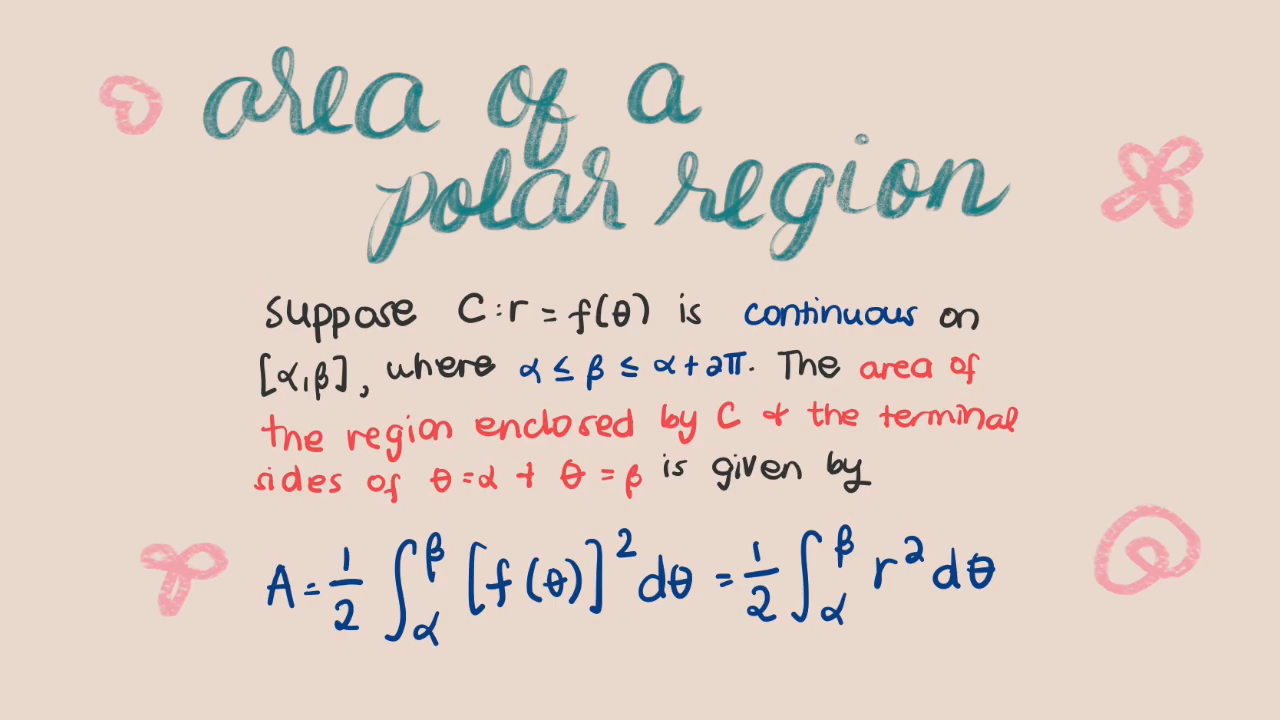 area of a
polar region
suppose C : r = f(θ) is continuous on
[α, β], where α ≤ β ≤ α + 2π. The area of
the region enclosed by C & the terminal
sides of θ = α + θ = β is given by
A = 1/2 ∫_α^β [f(θ)]² dθ = 1/2 ∫_α^β r² dθ